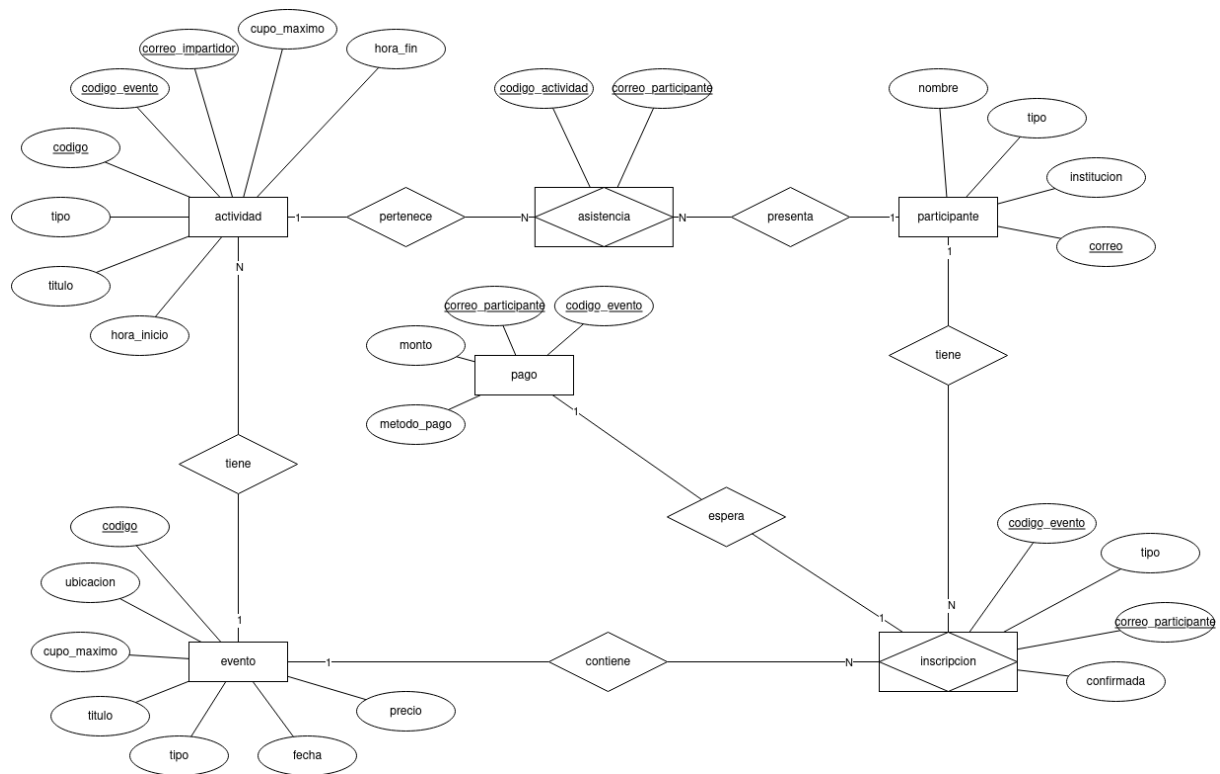 cupo_maximo
correo_impartidor
hora_fin
codigo_evento
codigo_actividad
correo_participante
nombre
tipo
codigo
institucion
tipo
actividad
1
pertenece
N
asistencia
N
presenta
1
participante
correo
1
N
titulo
correo_participante
codigo_evento
hora_inicio
monto
tiene
pago
1
metodo_pago
tiene
espera
codigo
codigo_evento
tipo
ubicacion
N
1
1
correo_participante
cupo_maximo
evento
1
contiene
N
inscripcion
confirmada
titulo
precio
tipo
fecha